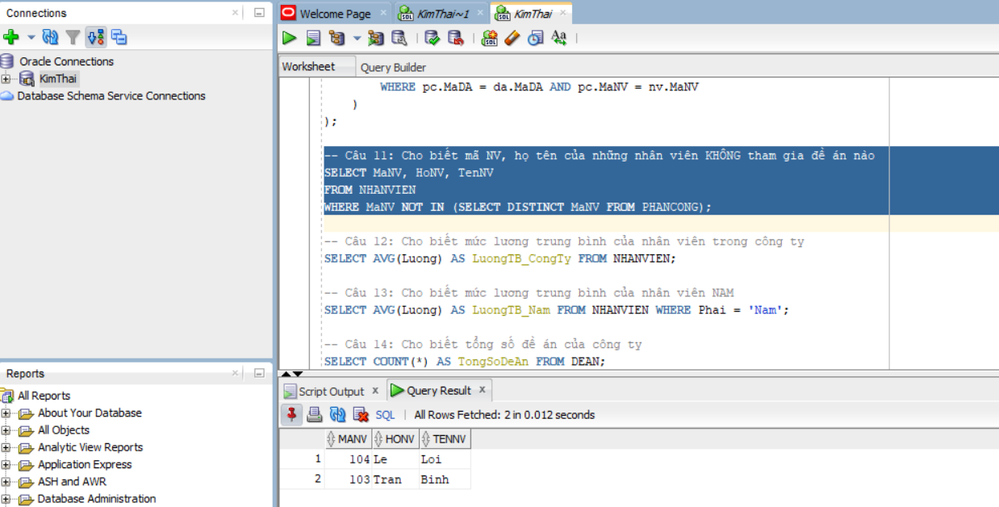 Connections
Welcome Page
KimThai~1
KimThai
Oracle Connections
KimThai
Database Schema Service Connections
Worksheet
Query Builder
WHERE pc.MaDA = da.MaDA AND pc.MaNV = nv.MaNV
)
);
-- Câu 11: Cho biết mã NV, họ tên của những nhân viên KHÔNG tham gia đề án nào
SELECT MaNV, HoNV, TenNV
FROM NHANVIEN
WHERE MaNV NOT IN (SELECT DISTINCT MaNV FROM PHANCONG);
-- Câu 12: Cho biết mức lương trung bình của nhân viên trong công ty
SELECT AVG(Luong) AS LuongTB_CongTy FROM NHANVIEN;
-- Câu 13: Cho biết mức lương trung bình của nhân viên NAM
SELECT AVG(Luong) AS LuongTB_Nam FROM NHANVIEN WHERE Phai = 'Nam';
-- Câu 14: Cho biết tổng số đề án của công ty
SELECT COUNT(*) AS TongSoDeAn FROM DEAN;
Reports
All Reports
About Your Database
All Objects
Analytic View Reports
Application Express
ASH and AWR
Database Administration
Script Output
Query Result
SQL | All Rows Fetched: 2 in 0.012 seconds
MANV HONV TENNV
1 104 Le Loi
2 103 Tran Binh